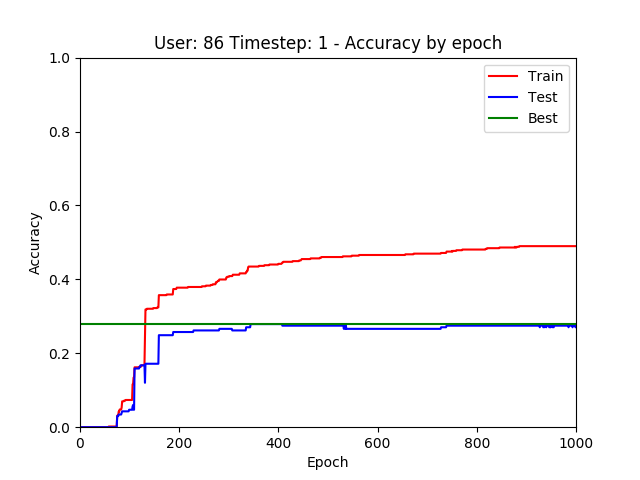 User: 86 Timestep: 1 - Accuracy by epoch
Train
Test
Best
Accuracy
1.0
0.8
0.6
0.4
0.2
0.0
0 200 400 600 800 1000
Epoch